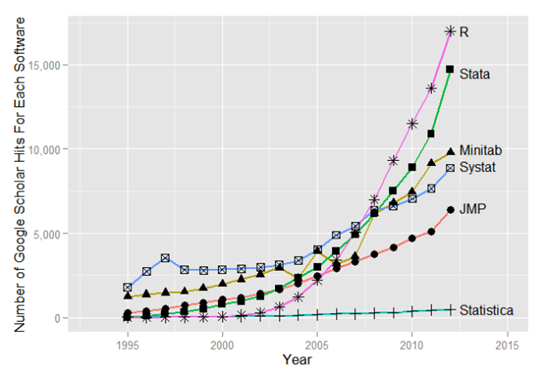 Number of Google Scholar Hits For Each Software
15,000
10,000
5,000
0
R
Stata
Minitab
Systat
JMP
Statistica
1995
2000
2005
2010
2015
Year